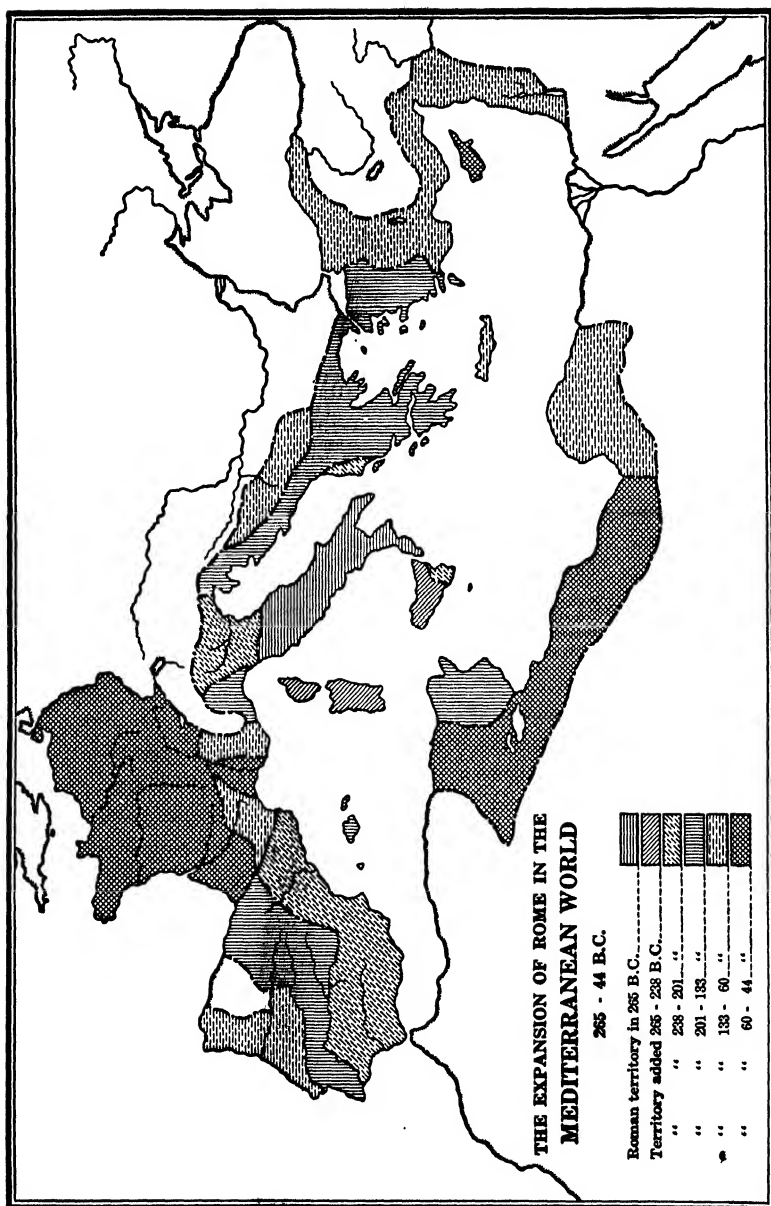 THE EXPANSION OF ROME IN THE
MEDITERRANEAN WORLD
265 - 44 B.C.
Roman territory in 265 B.C.
Territory added 265 - 238 B.C.
“ “ 238 - 201 “
“ “ 201 - 133 “
“ “ 133 - 60 “
“ “ 60 - 44 “